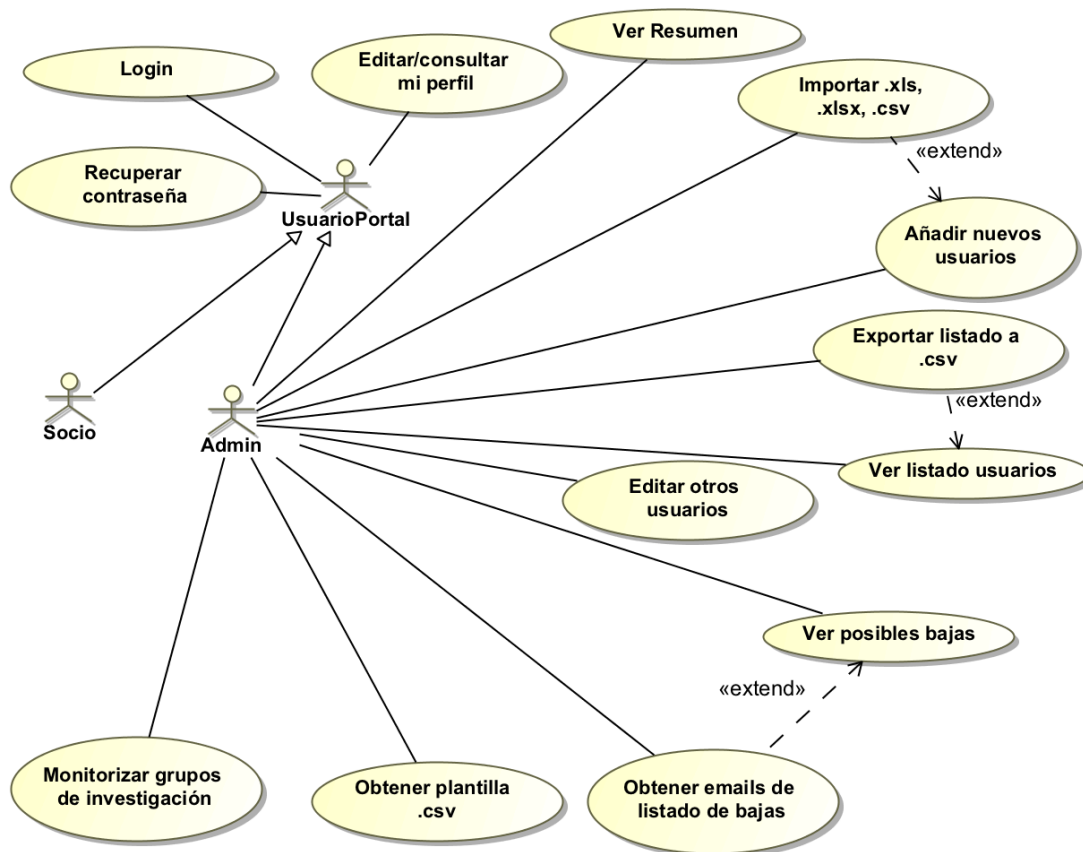 Ver Resumen
Login
Editar/consultar
mi perfil
Importar .xls,
.xlsx, .csv
«extend»
Recuperar
contraseña
UsuarioPortal
Añadir nuevos
usuarios
Exportar listado a
.csv
«extend»
Socio
Admin
Ver listado usuarios
Editar otros
usuarios
Ver posibles bajas
«extend»
Monitorizar grupos
de investigación
Obtener plantilla
.csv
Obtener emails de
listado de bajas